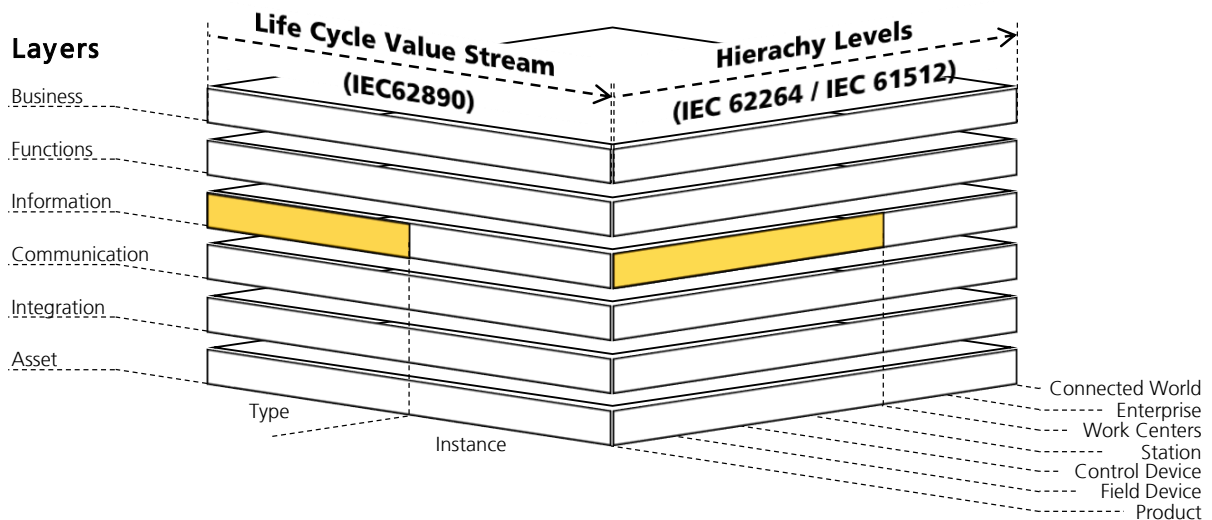 Life Cycle Value Stream
(IEC62890)
Hierachy Levels
(IEC 62264 / IEC 61512)
Layers
Business
Functions
Information
Communication
Integration
Asset
Type
Instance
Connected World
Enterprise
Work Centers
Station
Control Device
Field Device
Product